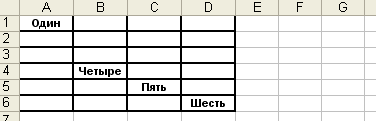 A B C D E F G
1 Один
2
3
4 Четыре
5 Пять
6 Шесть
7